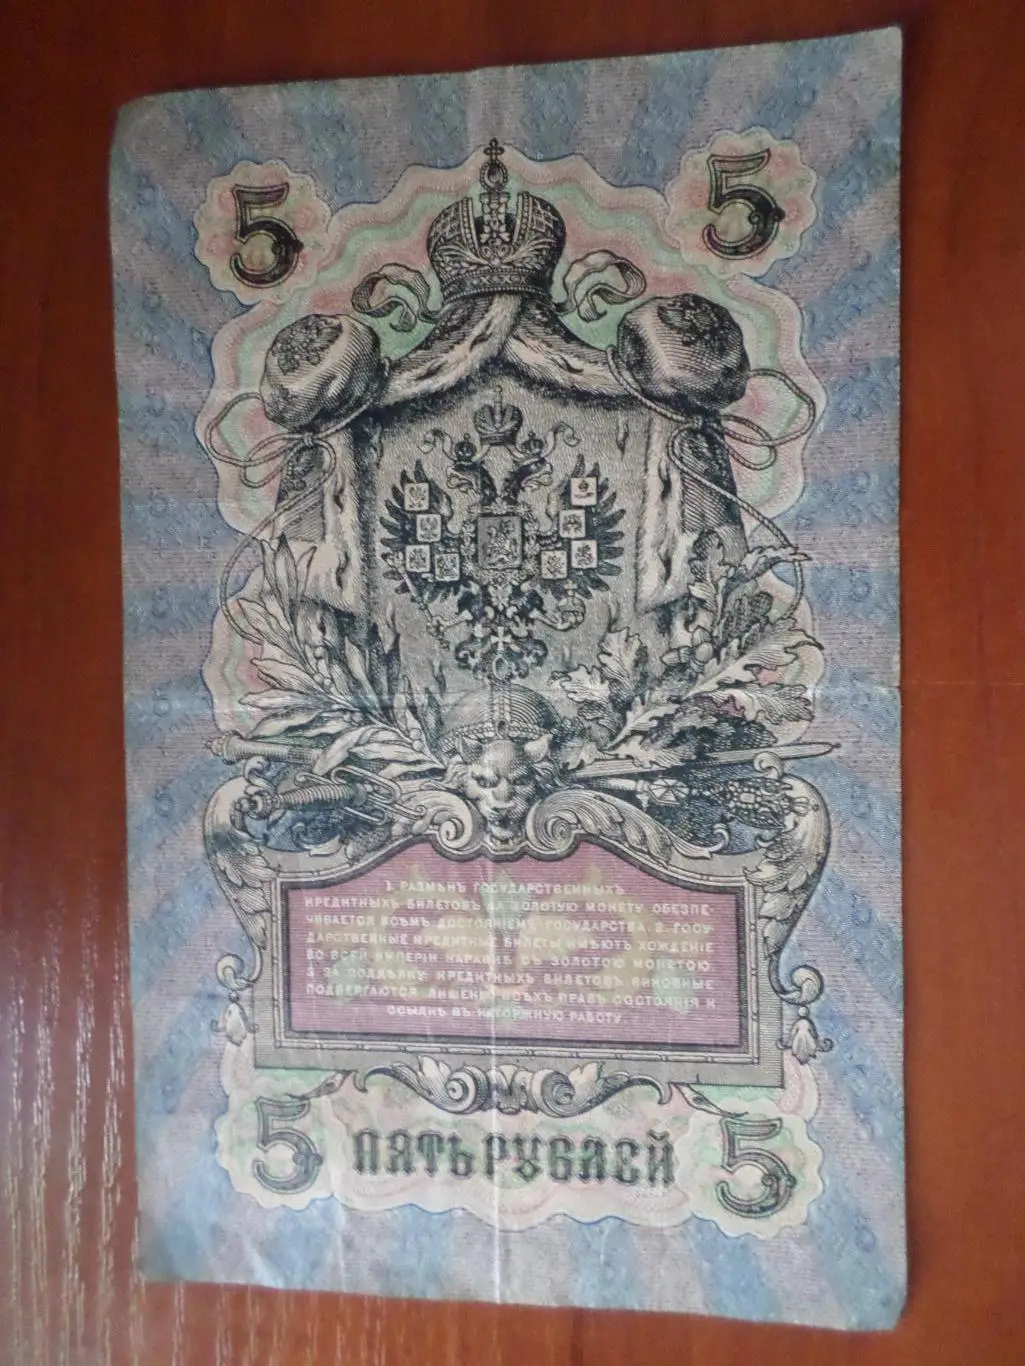 5 5
1. РАЗМѢНЪ ГОСУДАРСТВЕННЫХЪ
КРЕДИТНЫХЪ БИЛЕТОВЪ НА ЗОЛОТУЮ МОНЕТУ ОБЕЗПЕ-
ЧИВАЕТСЯ ВСѢМЪ ДОСТОЯНІЕМЪ ГОСУДАРСТВА. 2. ГОСУ-
ДАРСТВЕННЫЕ КРЕДИТНЫЕ БИЛЕТЫ ИМѢЮТЪ ХОЖДЕНІЕ
ВО ВСЕЙ ИМПЕРІИ НАРАВНѢ СЪ ЗОЛОТОЮ МОНЕТОЮ
3. ЗА ПОДДѢЛКУ КРЕДИТНЫХЪ БИЛЕТОВЪ ВИНОВНЫЕ
ПОДВЕРГАЮТСЯ ЛИШЕНІЮ ВСѢХЪ ПРАВЪ СОСТОЯНІЯ И
ССЫЛКѢ ВЪ КАТОРЖНУЮ РАБОТУ
5 ПЯТЬ РУБЛЕЙ 5